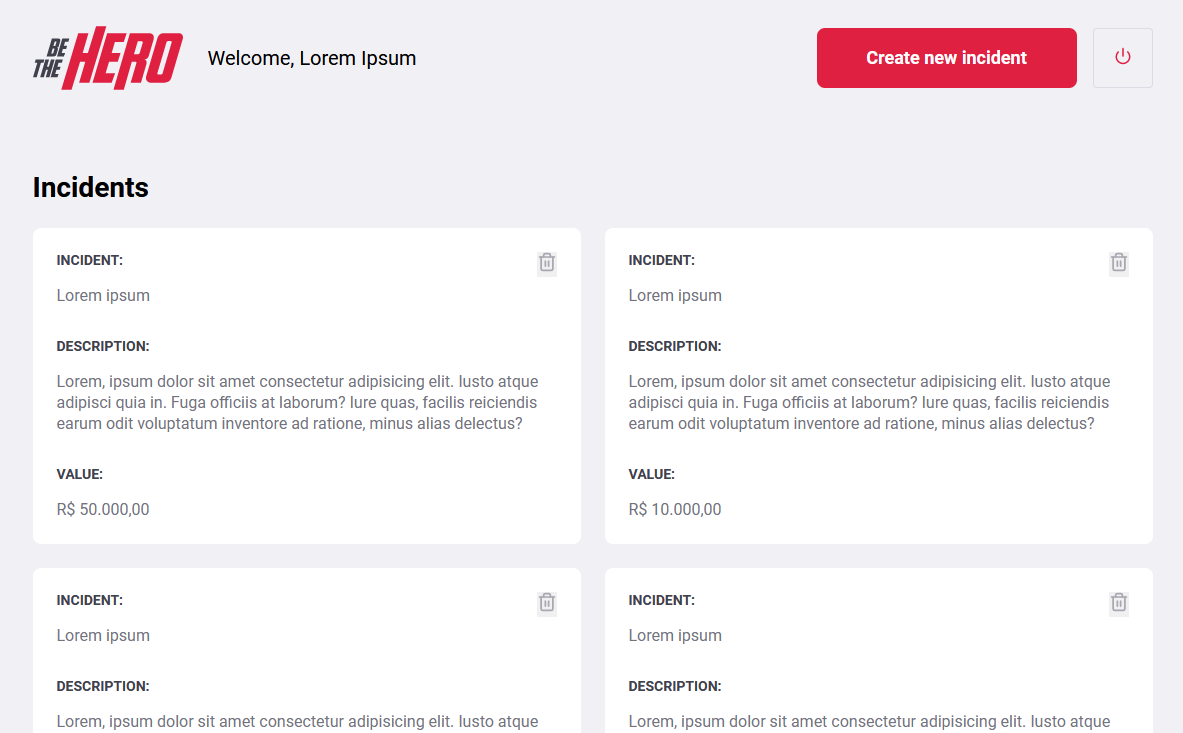 BE
THE HERO
Welcome, Lorem Ipsum
Create new incident
Incidents
INCIDENT:
Lorem ipsum
DESCRIPTION:
Lorem, ipsum dolor sit amet consectetur adipisicing elit. Iusto atque
adipisci quia in. Fuga officiis at laborum? Iure quas, facilis reiciendis
earum odit voluptatum inventore ad ratione, minus alias delectus?
VALUE:
R$ 50.000,00
INCIDENT:
Lorem ipsum
DESCRIPTION:
Lorem, ipsum dolor sit amet consectetur adipisicing elit. Iusto atque
adipisci quia in. Fuga officiis at laborum? Iure quas, facilis reiciendis
earum odit voluptatum inventore ad ratione, minus alias delectus?
VALUE:
R$ 10.000,00
INCIDENT:
Lorem ipsum
DESCRIPTION:
Lorem, ipsum dolor sit amet consectetur adipisicing elit. Iusto atque
INCIDENT:
Lorem ipsum
DESCRIPTION:
Lorem, ipsum dolor sit amet consectetur adipisicing elit. Iusto atque